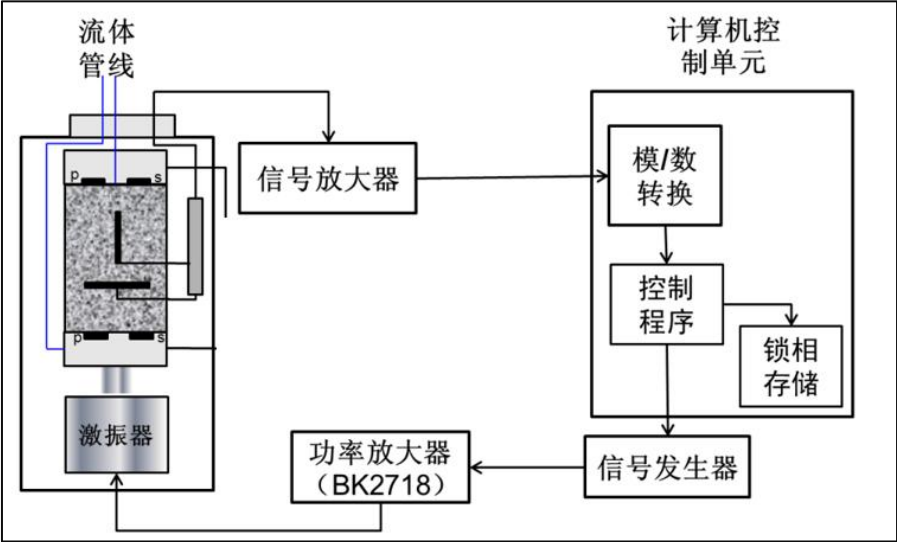 流体
管线
计算机控
制单元
信号放大器
模/数
转换
p
s
控制
程序
锁相
存储
p
s
激振器
功率放大器
（BK2718）
信号发生器